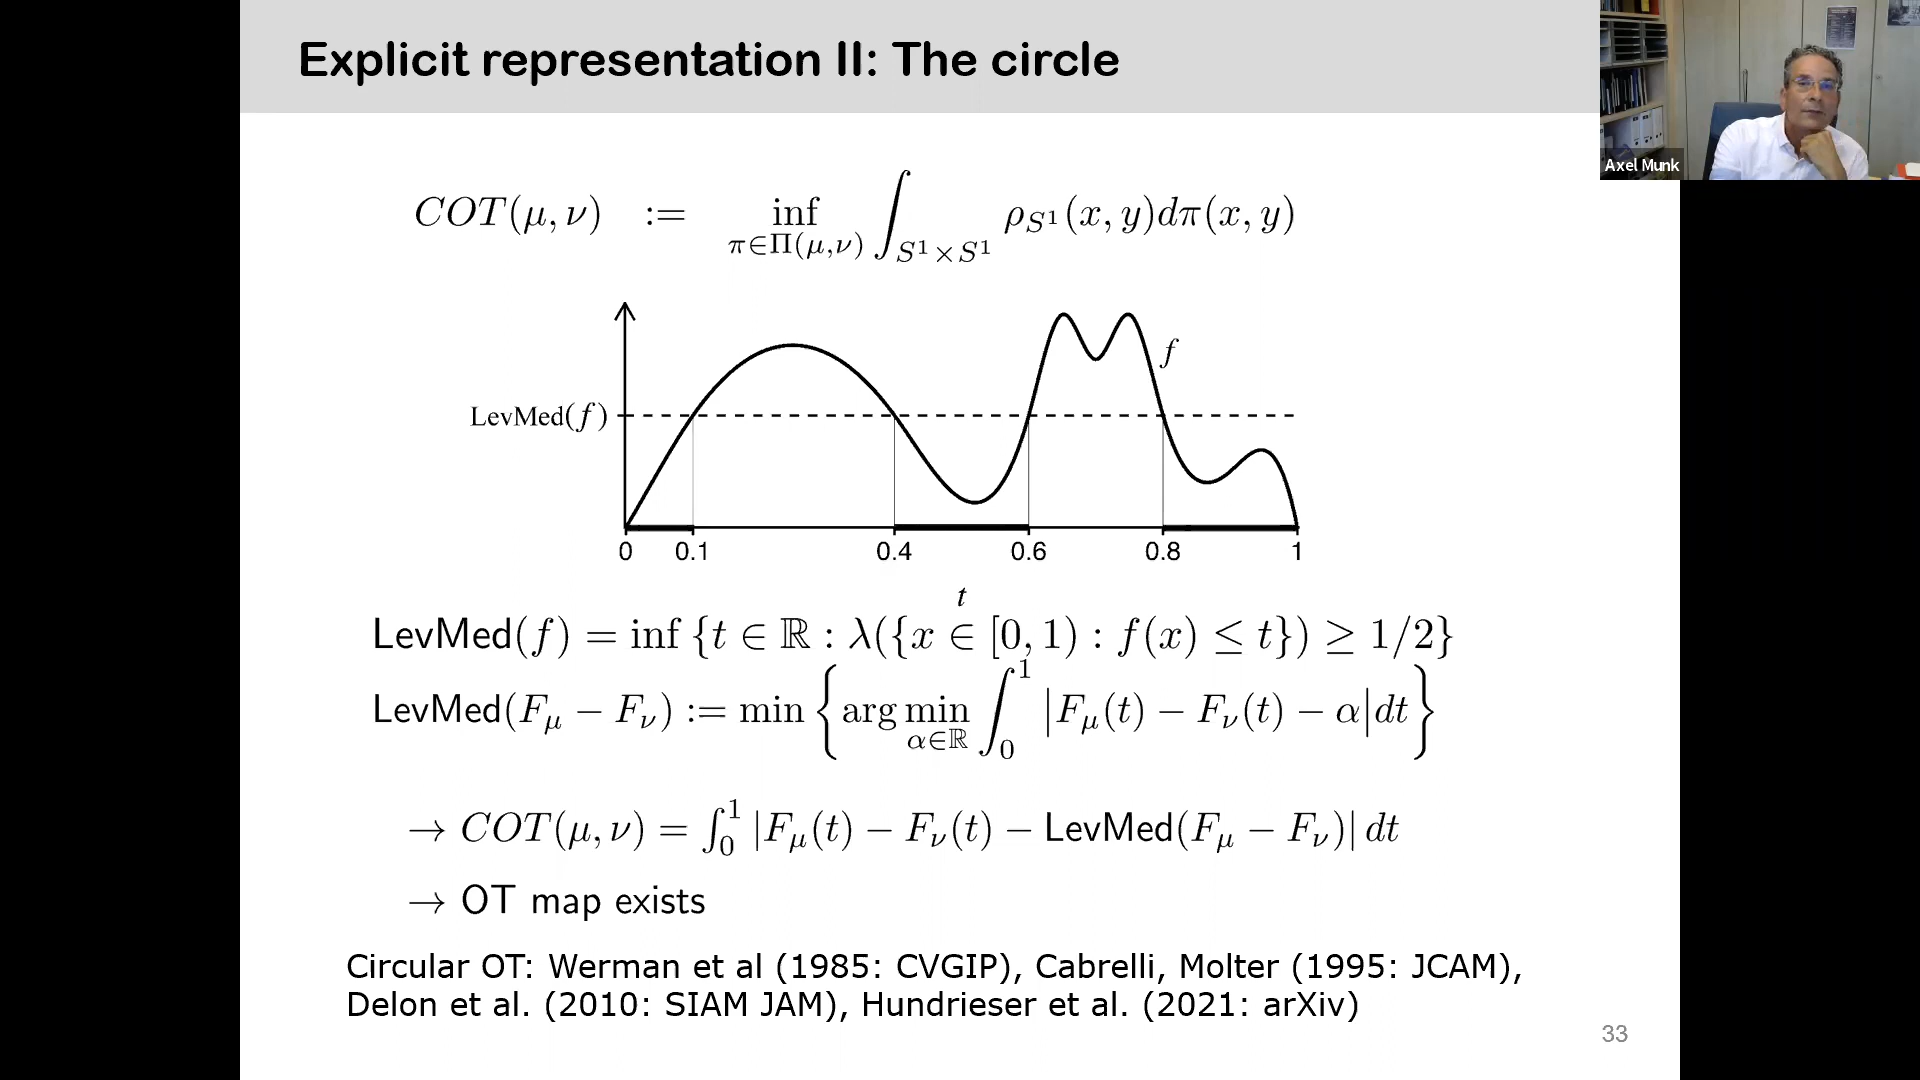 Explicit representation II: The circle
Axel Munk
COT(μ, ν) := inf_{π∈Π(μ,ν)} ∫_{S¹×S¹} ρ_{S¹}(x, y)dπ(x, y)
f
LevMed(f)
0 0.1 0.4 0.6 0.8 1
t
LevMed(f) = inf {t ∈ ℝ : λ({x ∈ [0, 1) : f(x) ≤ t}) ≥ 1/2}
LevMed(F_μ − F_ν) := min { arg min_{α∈ℝ} ∫_0^1 |F_μ(t) − F_ν(t) − α|dt }
→ COT(μ, ν) = ∫_0^1 |F_μ(t) − F_ν(t) − LevMed(F_μ − F_ν)| dt
→ OT map exists
Circular OT: Werman et al (1985: CVGIP), Cabrelli, Molter (1995: JCAM),
Delon et al. (2010: SIAM JAM), Hundrieser et al. (2021: arXiv)
33